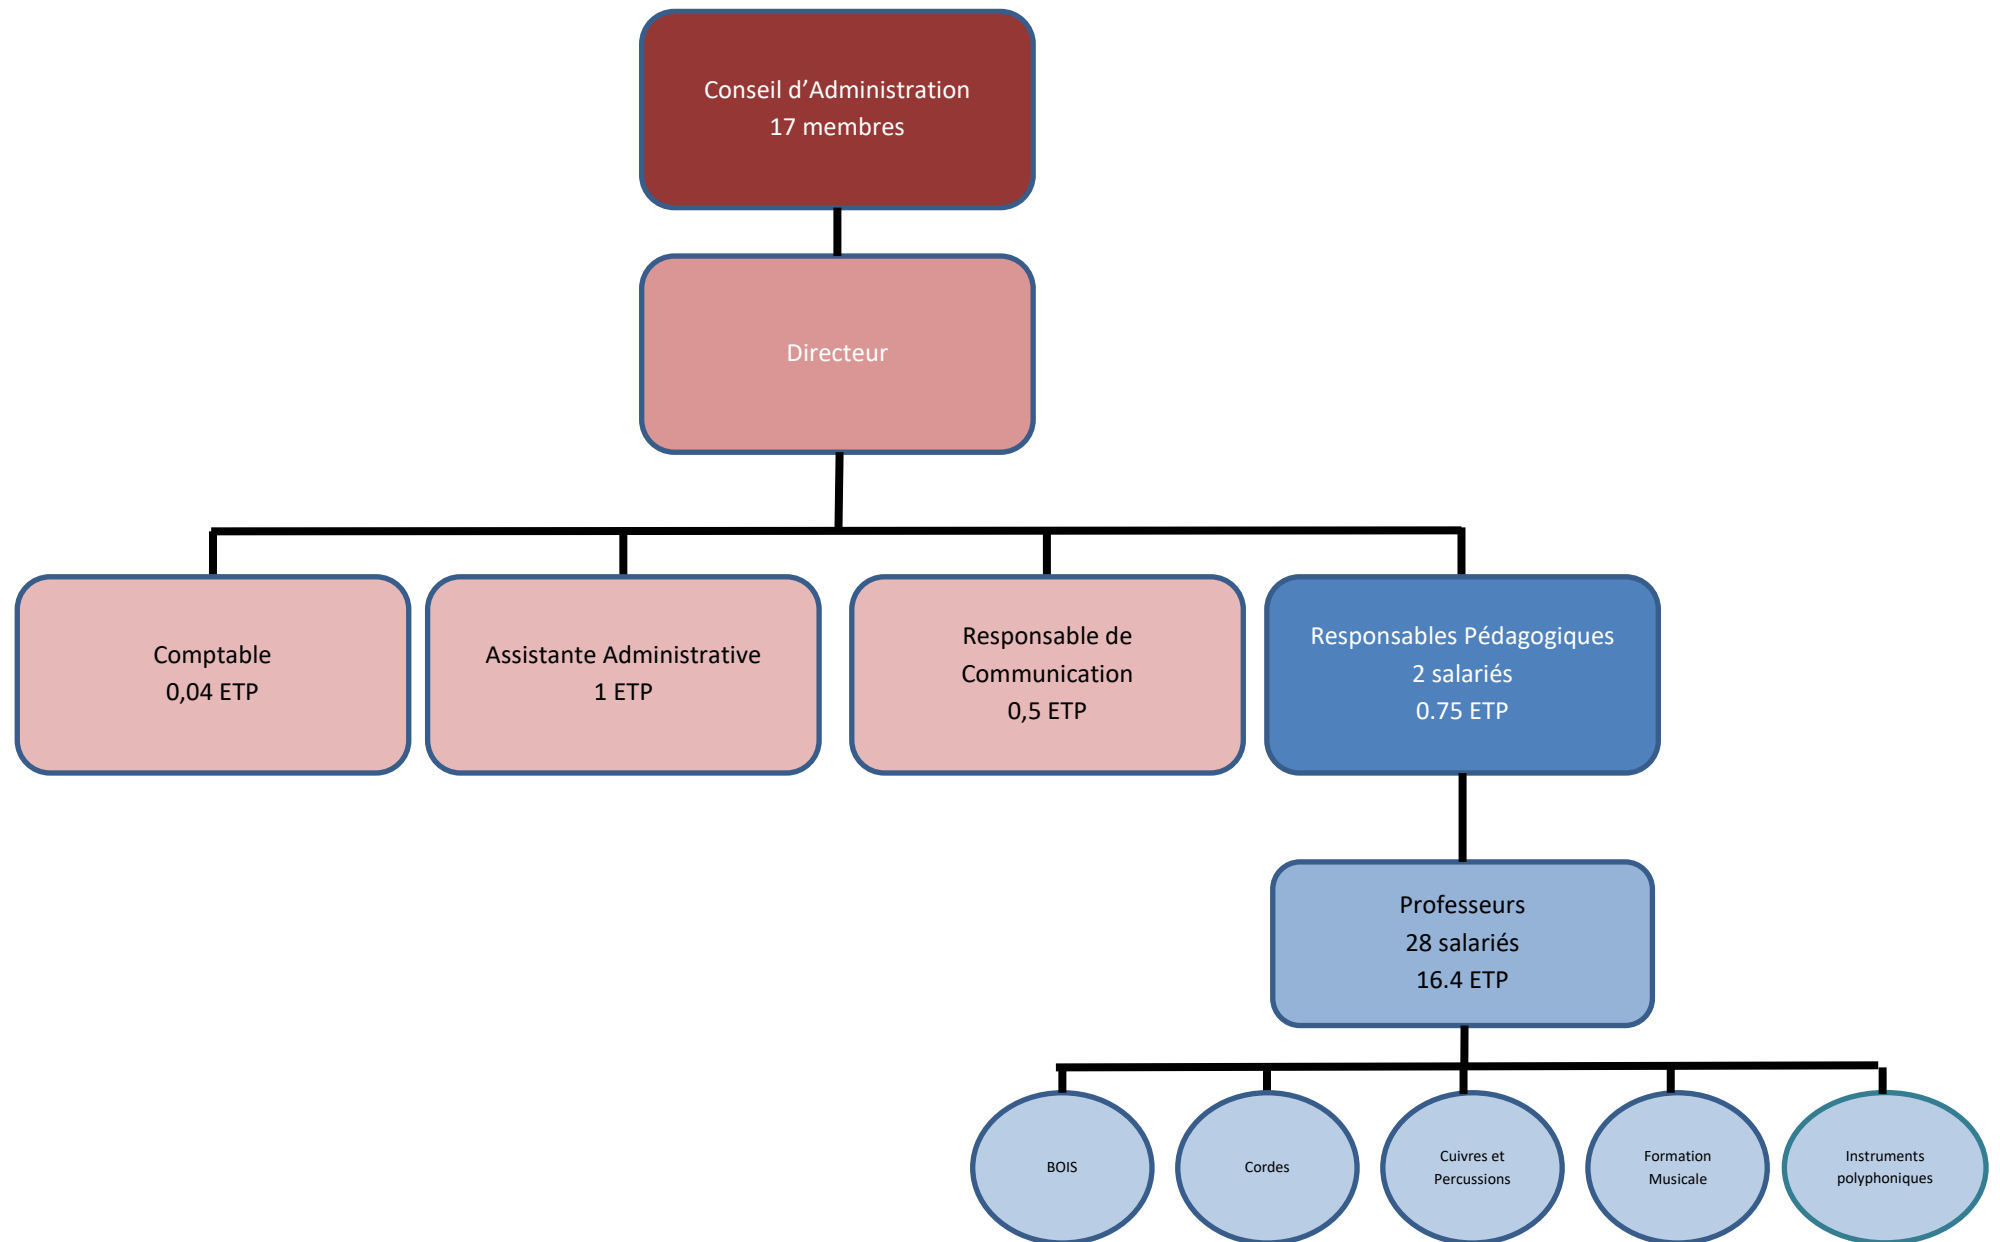 Conseil d’Administration
17 membres
Directeur
Comptable
0,04 ETP
Assistante Administrative
1 ETP
Responsable de
Communication
0,5 ETP
Responsables Pédagogiques
2 salariés
0.75 ETP
Professeurs
28 salariés
16.4 ETP
BOIS
Cordes
Cuivres et
Percussions
Formation
Musicale
Instruments
polyphoniques